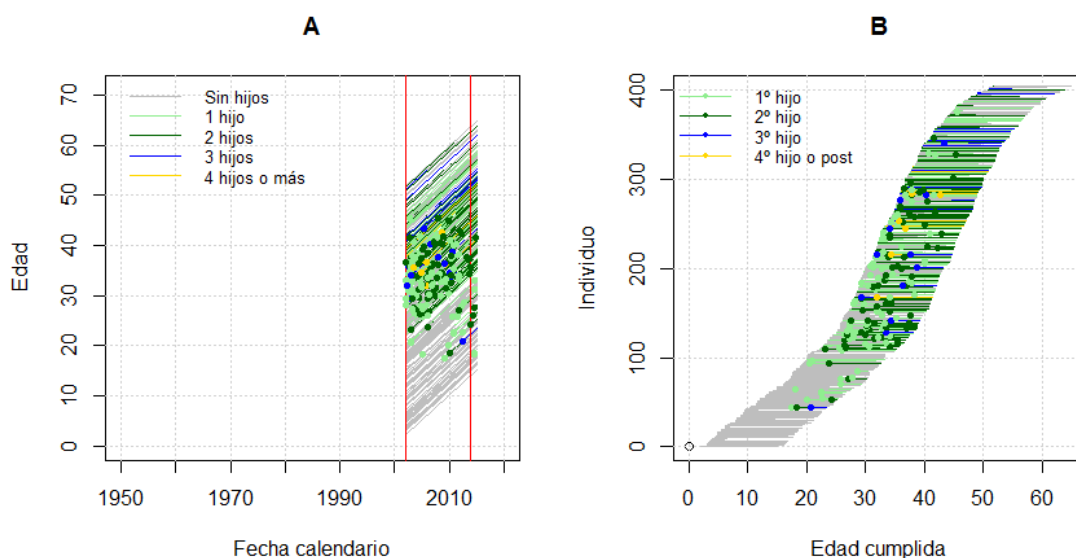 A
Edad
0 10 20 30 40 50 60 70
Sin hijos
1 hijo
2 hijos
3 hijos
4 hijos o más
1950 1970 1990 2010
Fecha calendario
B
Individuo
0 100 200 300 400
1º hijo
2º hijo
3º hijo
4º hijo o post
0 10 20 30 40 50 60
Edad cumplida